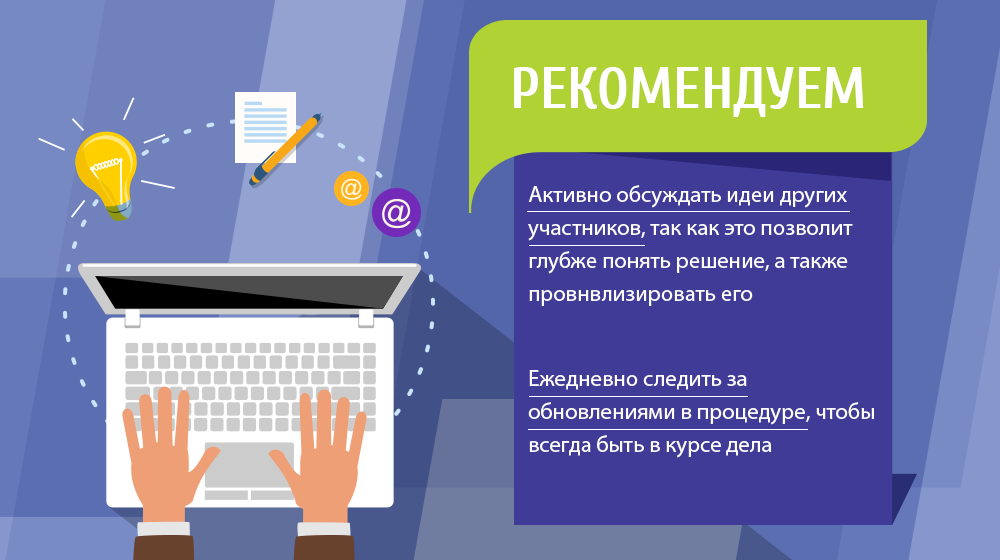 РЕКОМЕНДУЕМ
@
@
Активно обсуждать идеи других
участников, так как это позволит
глубже понять решение, а также
провнвлизировать его
Ежедневно следить за
обновлениями в процедуре, чтобы
всегда быть в курсе дела